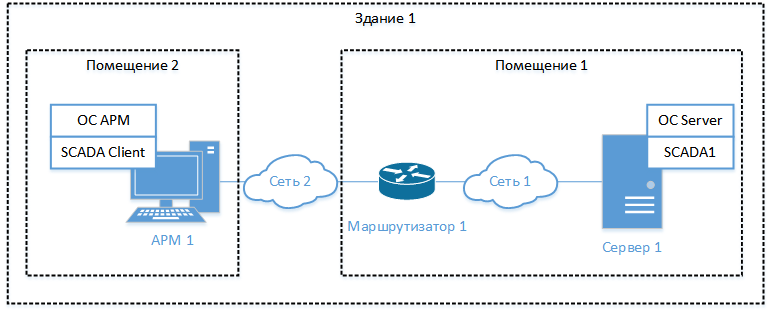 Здание 1
Помещение 2
ОС АРМ
SCADA Client
АРМ 1
Сеть 2
Помещение 1
Маршрутизатор 1
Сеть 1
ОС Server
SCADA1
Сервер 1